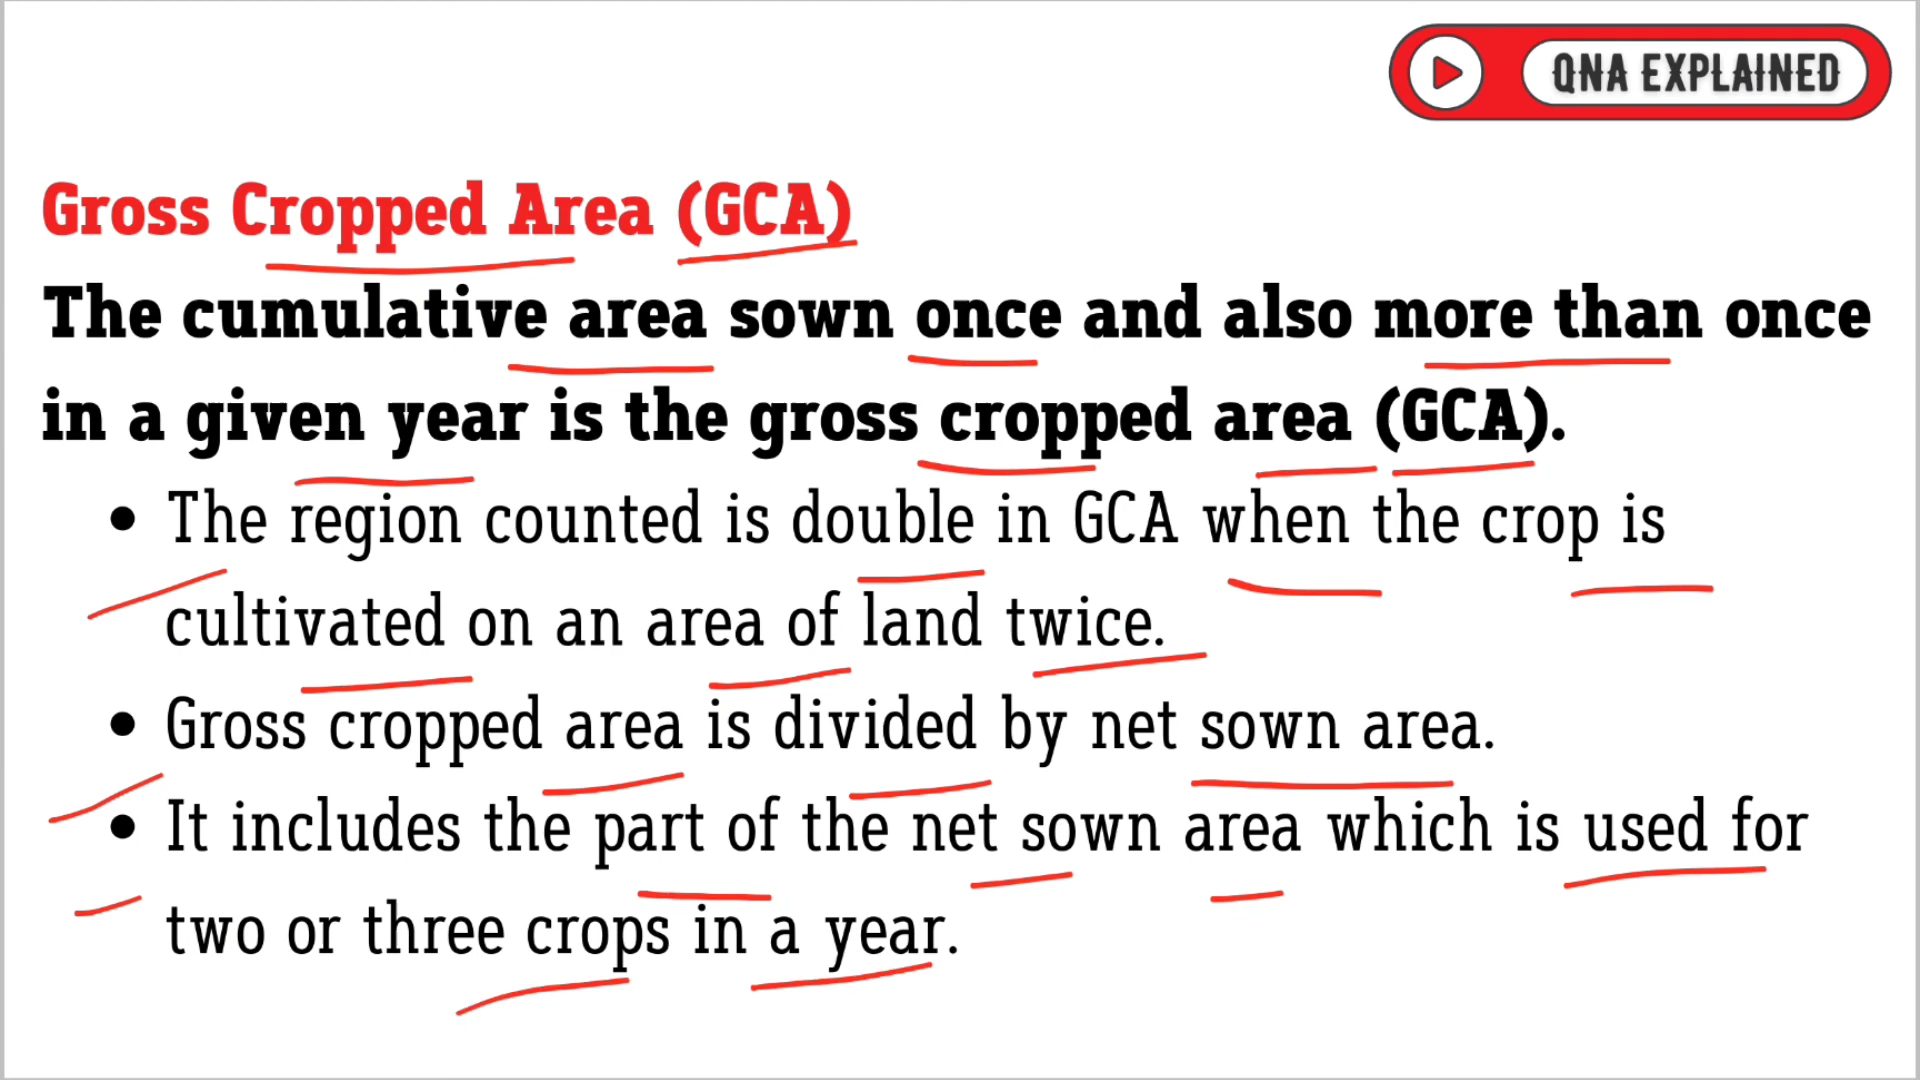 QNA EXPLAINED
Gross Cropped Area (GCA)
The cumulative area sown once and also more than once
in a given year is the gross cropped area (GCA).
• The region counted is double in GCA when the crop is
cultivated on an area of land twice.
• Gross cropped area is divided by net sown area.
• It includes the part of the net sown area which is used for
two or three crops in a year.